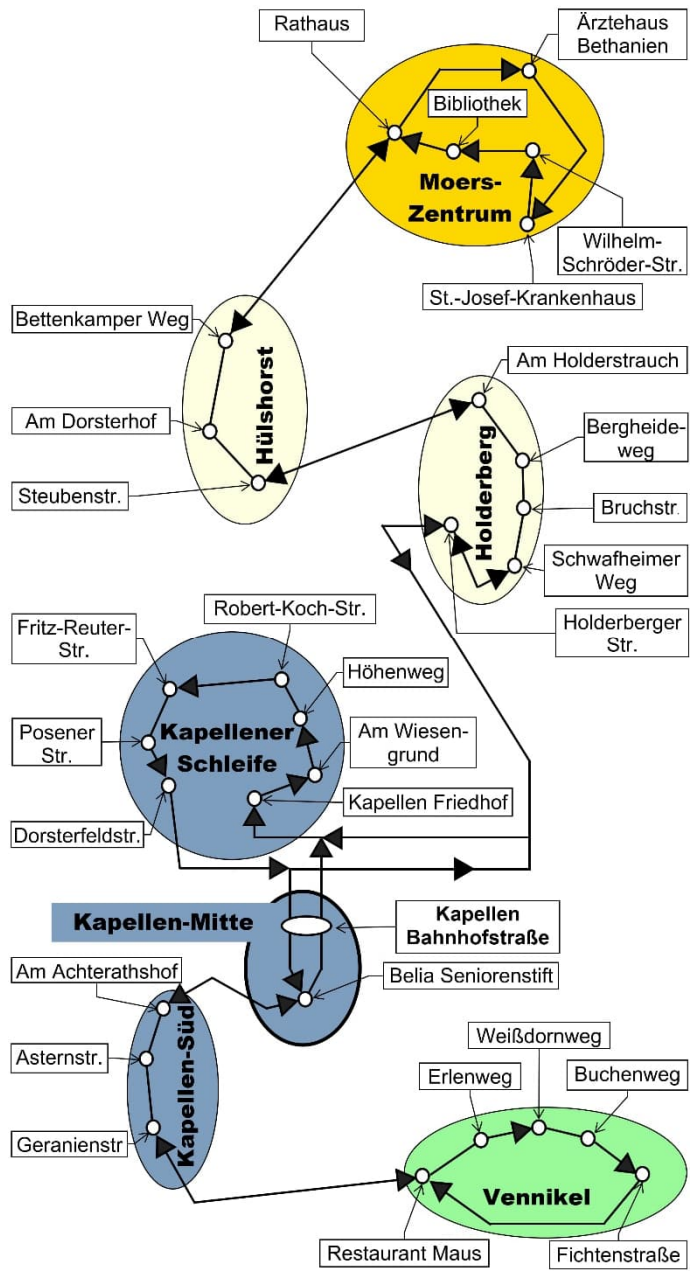 Rathaus
Ärztehaus
Bethanien
Bibliothek
Moers-
Zentrum
Wilhelm-
Schröder-Str.
St.-Josef-Krankenhaus
Bettenkamper Weg
Hülshorst
Am Dorsterhof
Steubenstr.
Am Holderstrauch
Bergheide-
weg
Holderberg
Bruchstr.
Schwafheimer
Weg
Holderberger
Str.
Robert-Koch-Str.
Fritz-Reuter-
Str.
Höhenweg
Posener
Str.
Kapellener
Schleife
Am Wiesen-
grund
Kapellen Friedhof
Dorsterfeldstr.
Kapellen-Mitte
Kapellen
Bahnhofstraße
Am Achterathshof
Belia Seniorenstift
Kapellen-Süd
Asternstr.
Geranienstr
Weißdornweg
Erlenweg
Buchenweg
Vennikel
Restaurant Maus
Fichtenstraße